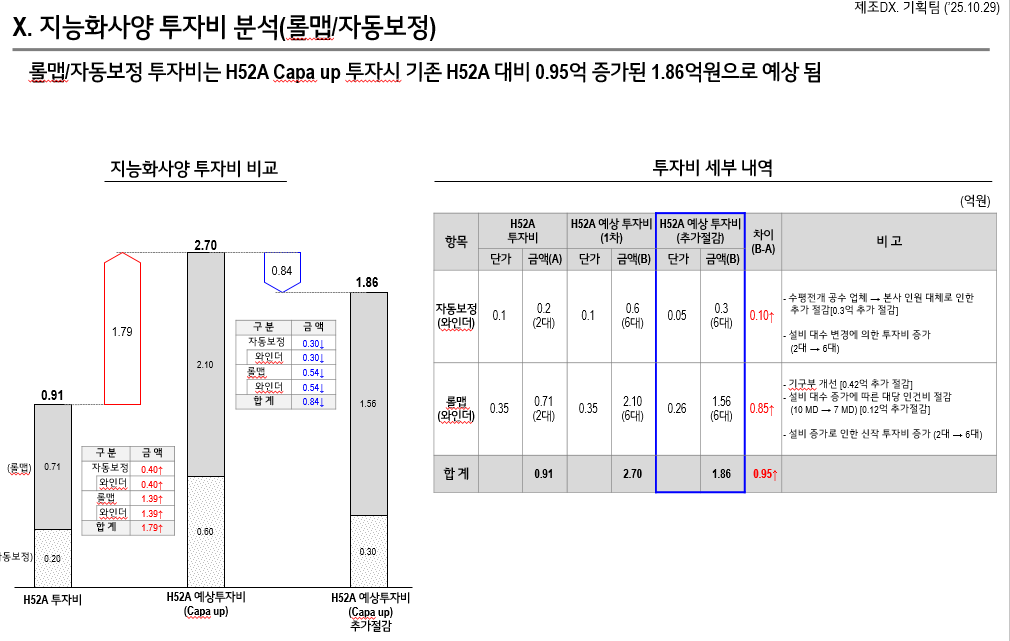 제조DX. 기획팀 ('25.10.29)
X. 지능화사양 투자비 분석(롤맵/자동보정)
롤맵/자동보정 투자비는 H52A Capa up 투자시 기존 H52A 대비 0.95억 증가된 1.86억원으로 예상 됨
지능화사양 투자비 비교
2.70
0.84
1.86
1.79
2.10
구 분 금 액
자동보정 0.30↓
와인더 0.30↓
롤맵 0.54↓
와인더 0.54↓
합 계 0.84↓
0.91
1.56
(롤맵) 0.71
구 분 금 액
자동보정 0.40↑
와인더 0.40↑
롤맵 1.39↑
와인더 1.39↑
합 계 1.79↑
0.60
동보정) 0.20
0.30
H52A 투자비
H52A 예상투자비
(Capa up)
H52A 예상투자비
(Capa up)
추가절감
투자비 세부 내역
(억원)
항목 H52A 투자비 H52A 예상 투자비 (1차) H52A 예상 투자비 (추가절감) 차이 (B-A) 비 고
단가 금액(A) 단가 금액(B) 단가 금액(B)
자동보정 (와인더) 0.1 0.2 (2대) 0.1 0.6 (6대) 0.05 0.3 (6대) 0.10↑
- 수평전개 공수 업체 → 본사 인원 대체로 인한
추가 절감[0.3억 추가 절감]
- 설비 대수 변경에 의한 투자비 증가
(2대 → 6대)
롤맵 (와인더) 0.35 0.71 (2대) 0.35 2.10 (6대) 0.26 1.56 (6대) 0.85↑
- 기구부 개선 [0.42억 추가 절감]
- 설비 대수 증가에 따른 대당 인건비 절감
(10 MD → 7 MD) [0.12억 추가절감]
- 설비 증가로 인한 신작 투자비 증가 (2대 → 6대)
합 계 0.91 2.70 1.86 0.95↑